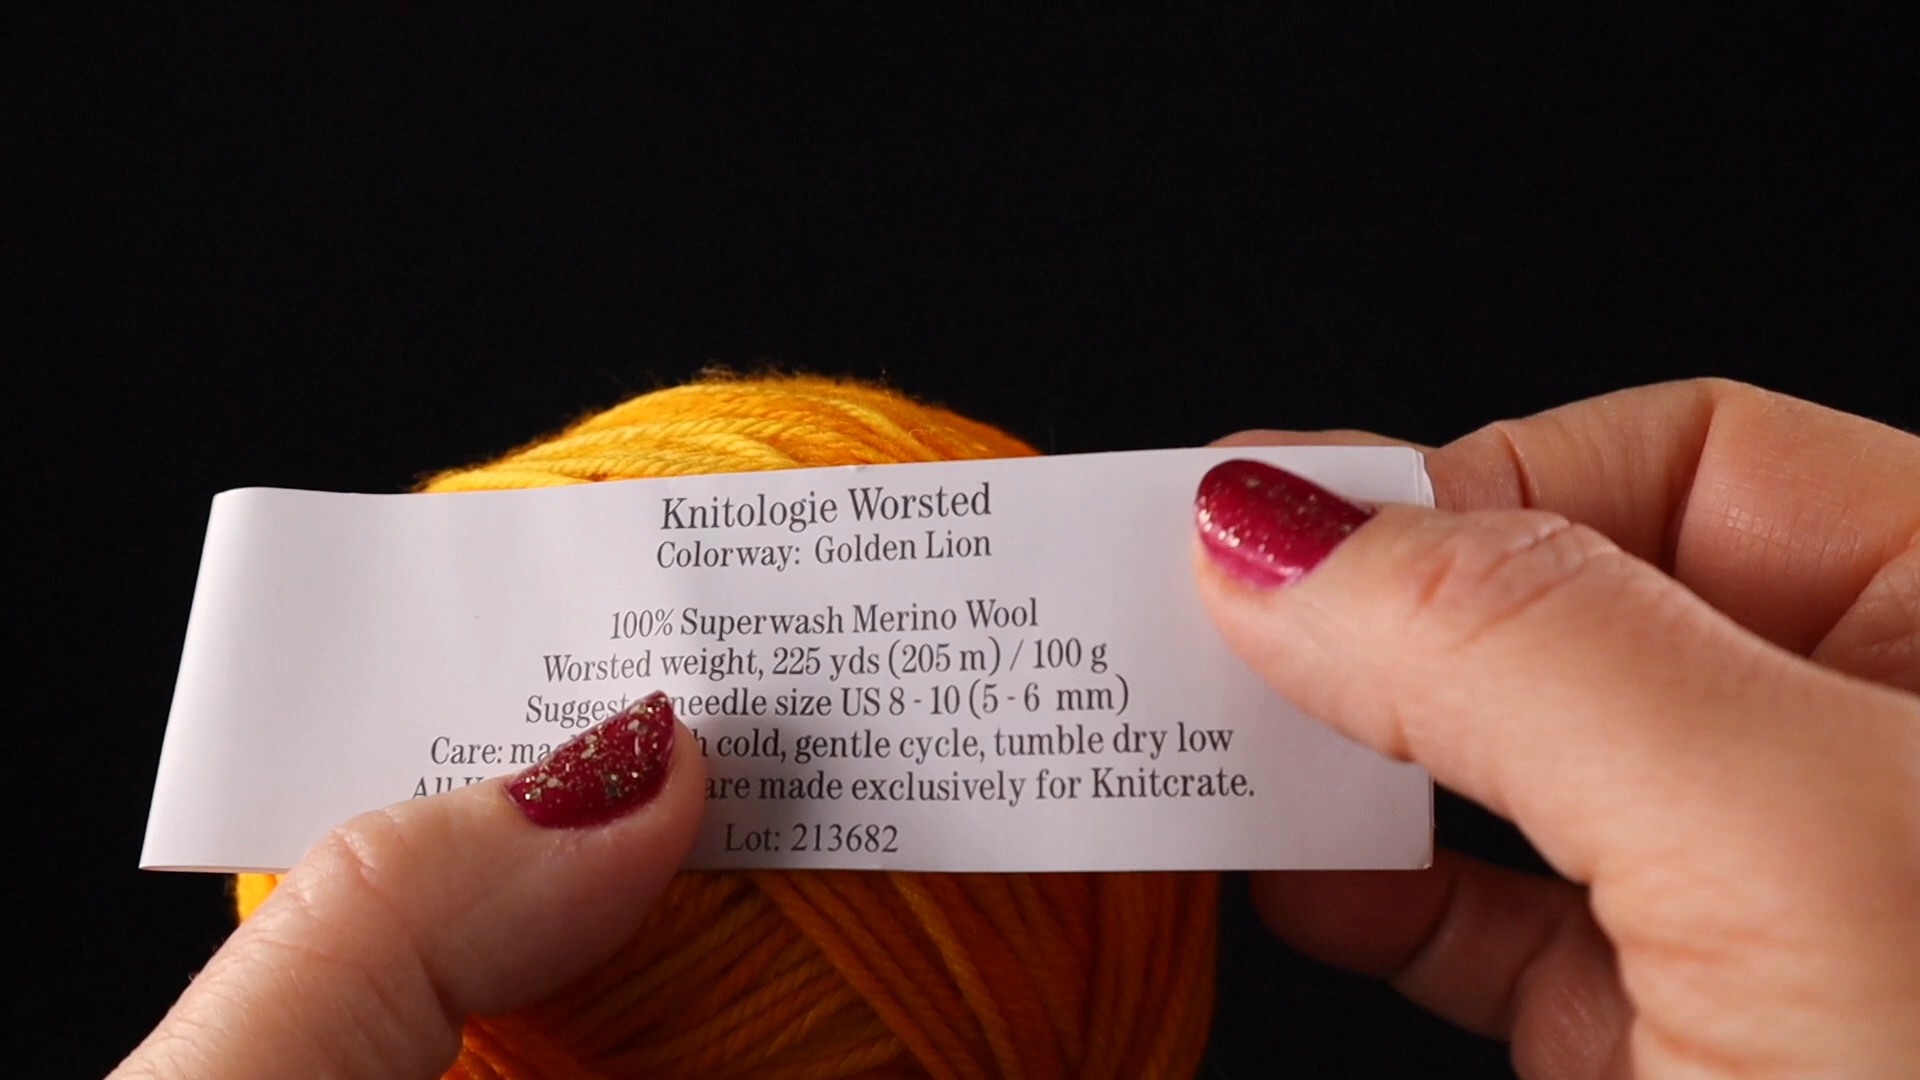 Knitologie Worsted
Colorway: Golden Lion
100% Superwash Merino Wool
Worsted weight, 225 yds (205 m) / 100 g
needle size US 8 - 10 (5 - 6 mm)
Care: cold, gentle cycle, tumble dry low
All are made exclusively for Knitcrate.
Lot: 213682